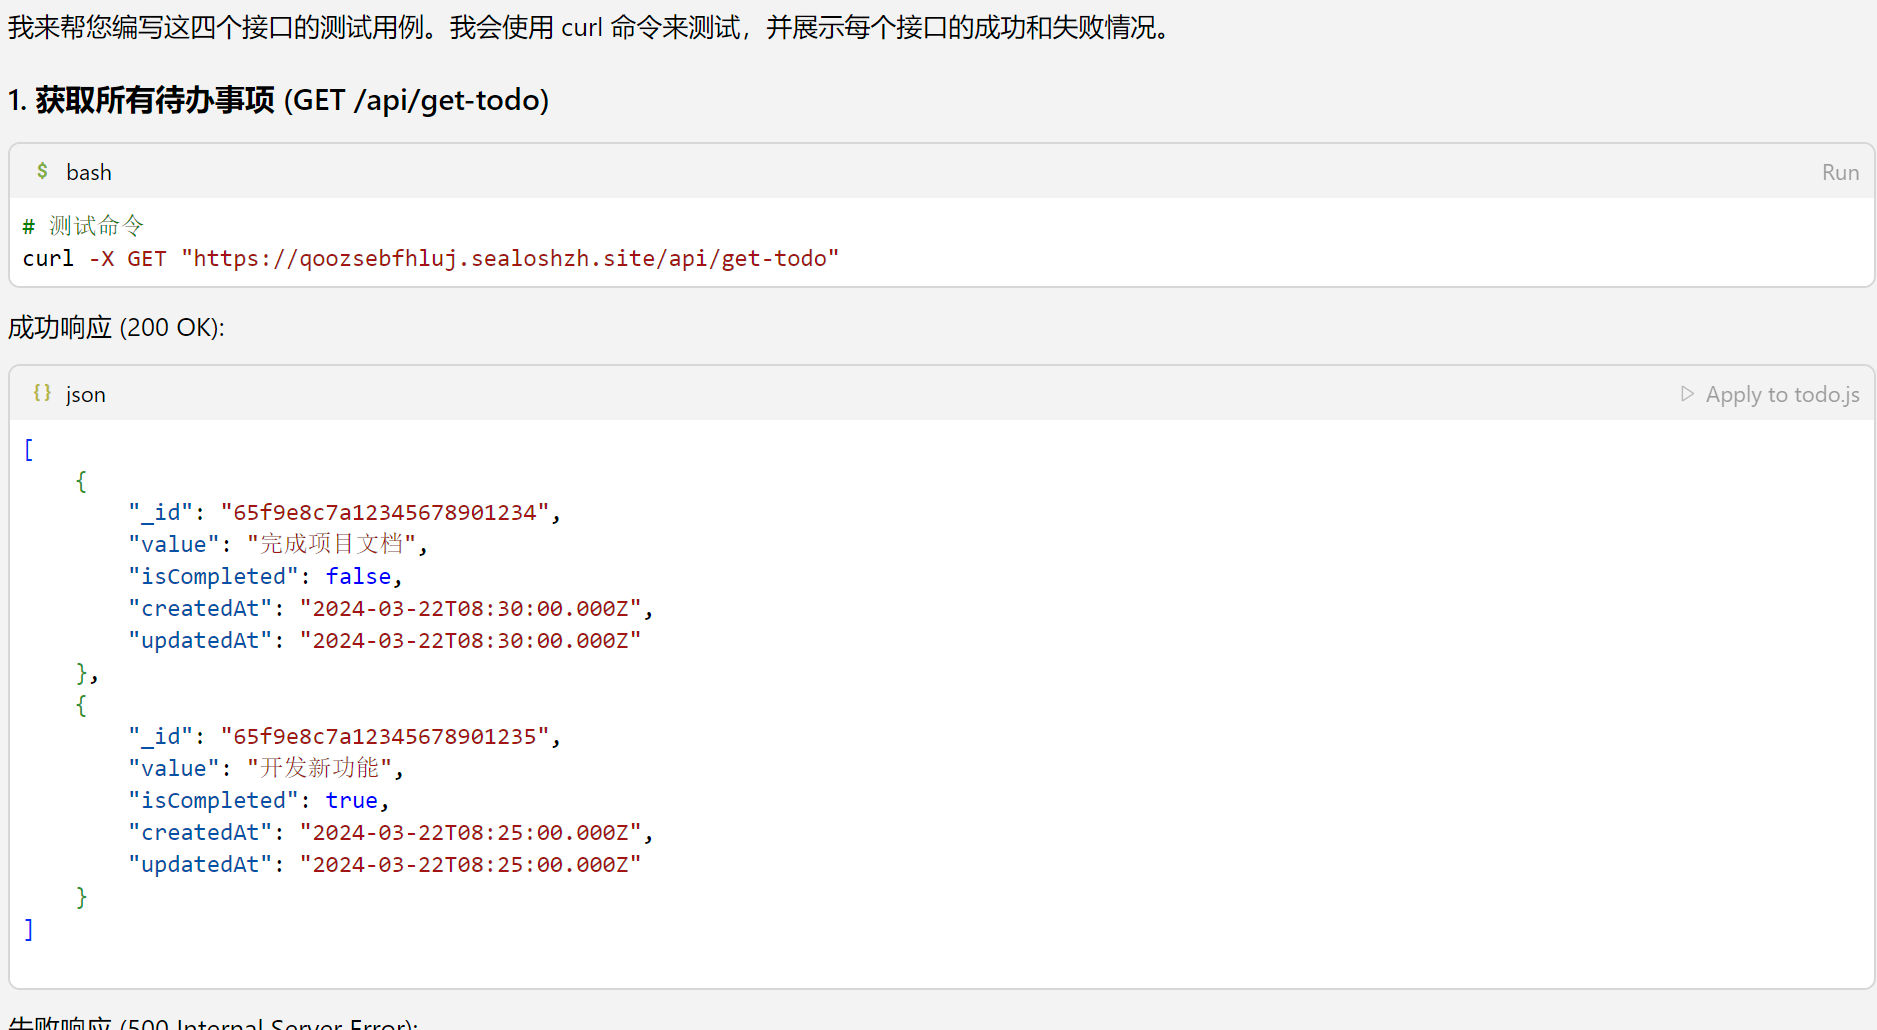 我来帮您编写这四个接口的测试用例。我会使用 curl 命令来测试，并展示每个接口的成功和失败情况。
1. 获取所有待办事项 (GET /api/get-todo)
$ bash Run
# 测试命令
curl -X GET "https://qoozsebfhluj.sealoshzh.site/api/get-todo"
成功响应 (200 OK):
{} json ▷ Apply to todo.js
[
    {
        "_id": "65f9e8c7a12345678901234",
        "value": "完成项目文档",
        "isCompleted": false,
        "createdAt": "2024-03-22T08:30:00.000Z",
        "updatedAt": "2024-03-22T08:30:00.000Z"
    },
    {
        "_id": "65f9e8c7a12345678901235",
        "value": "开发新功能",
        "isCompleted": true,
        "createdAt": "2024-03-22T08:25:00.000Z",
        "updatedAt": "2024-03-22T08:25:00.000Z"
    }
]
失败响应 (500 Internal Server Error):